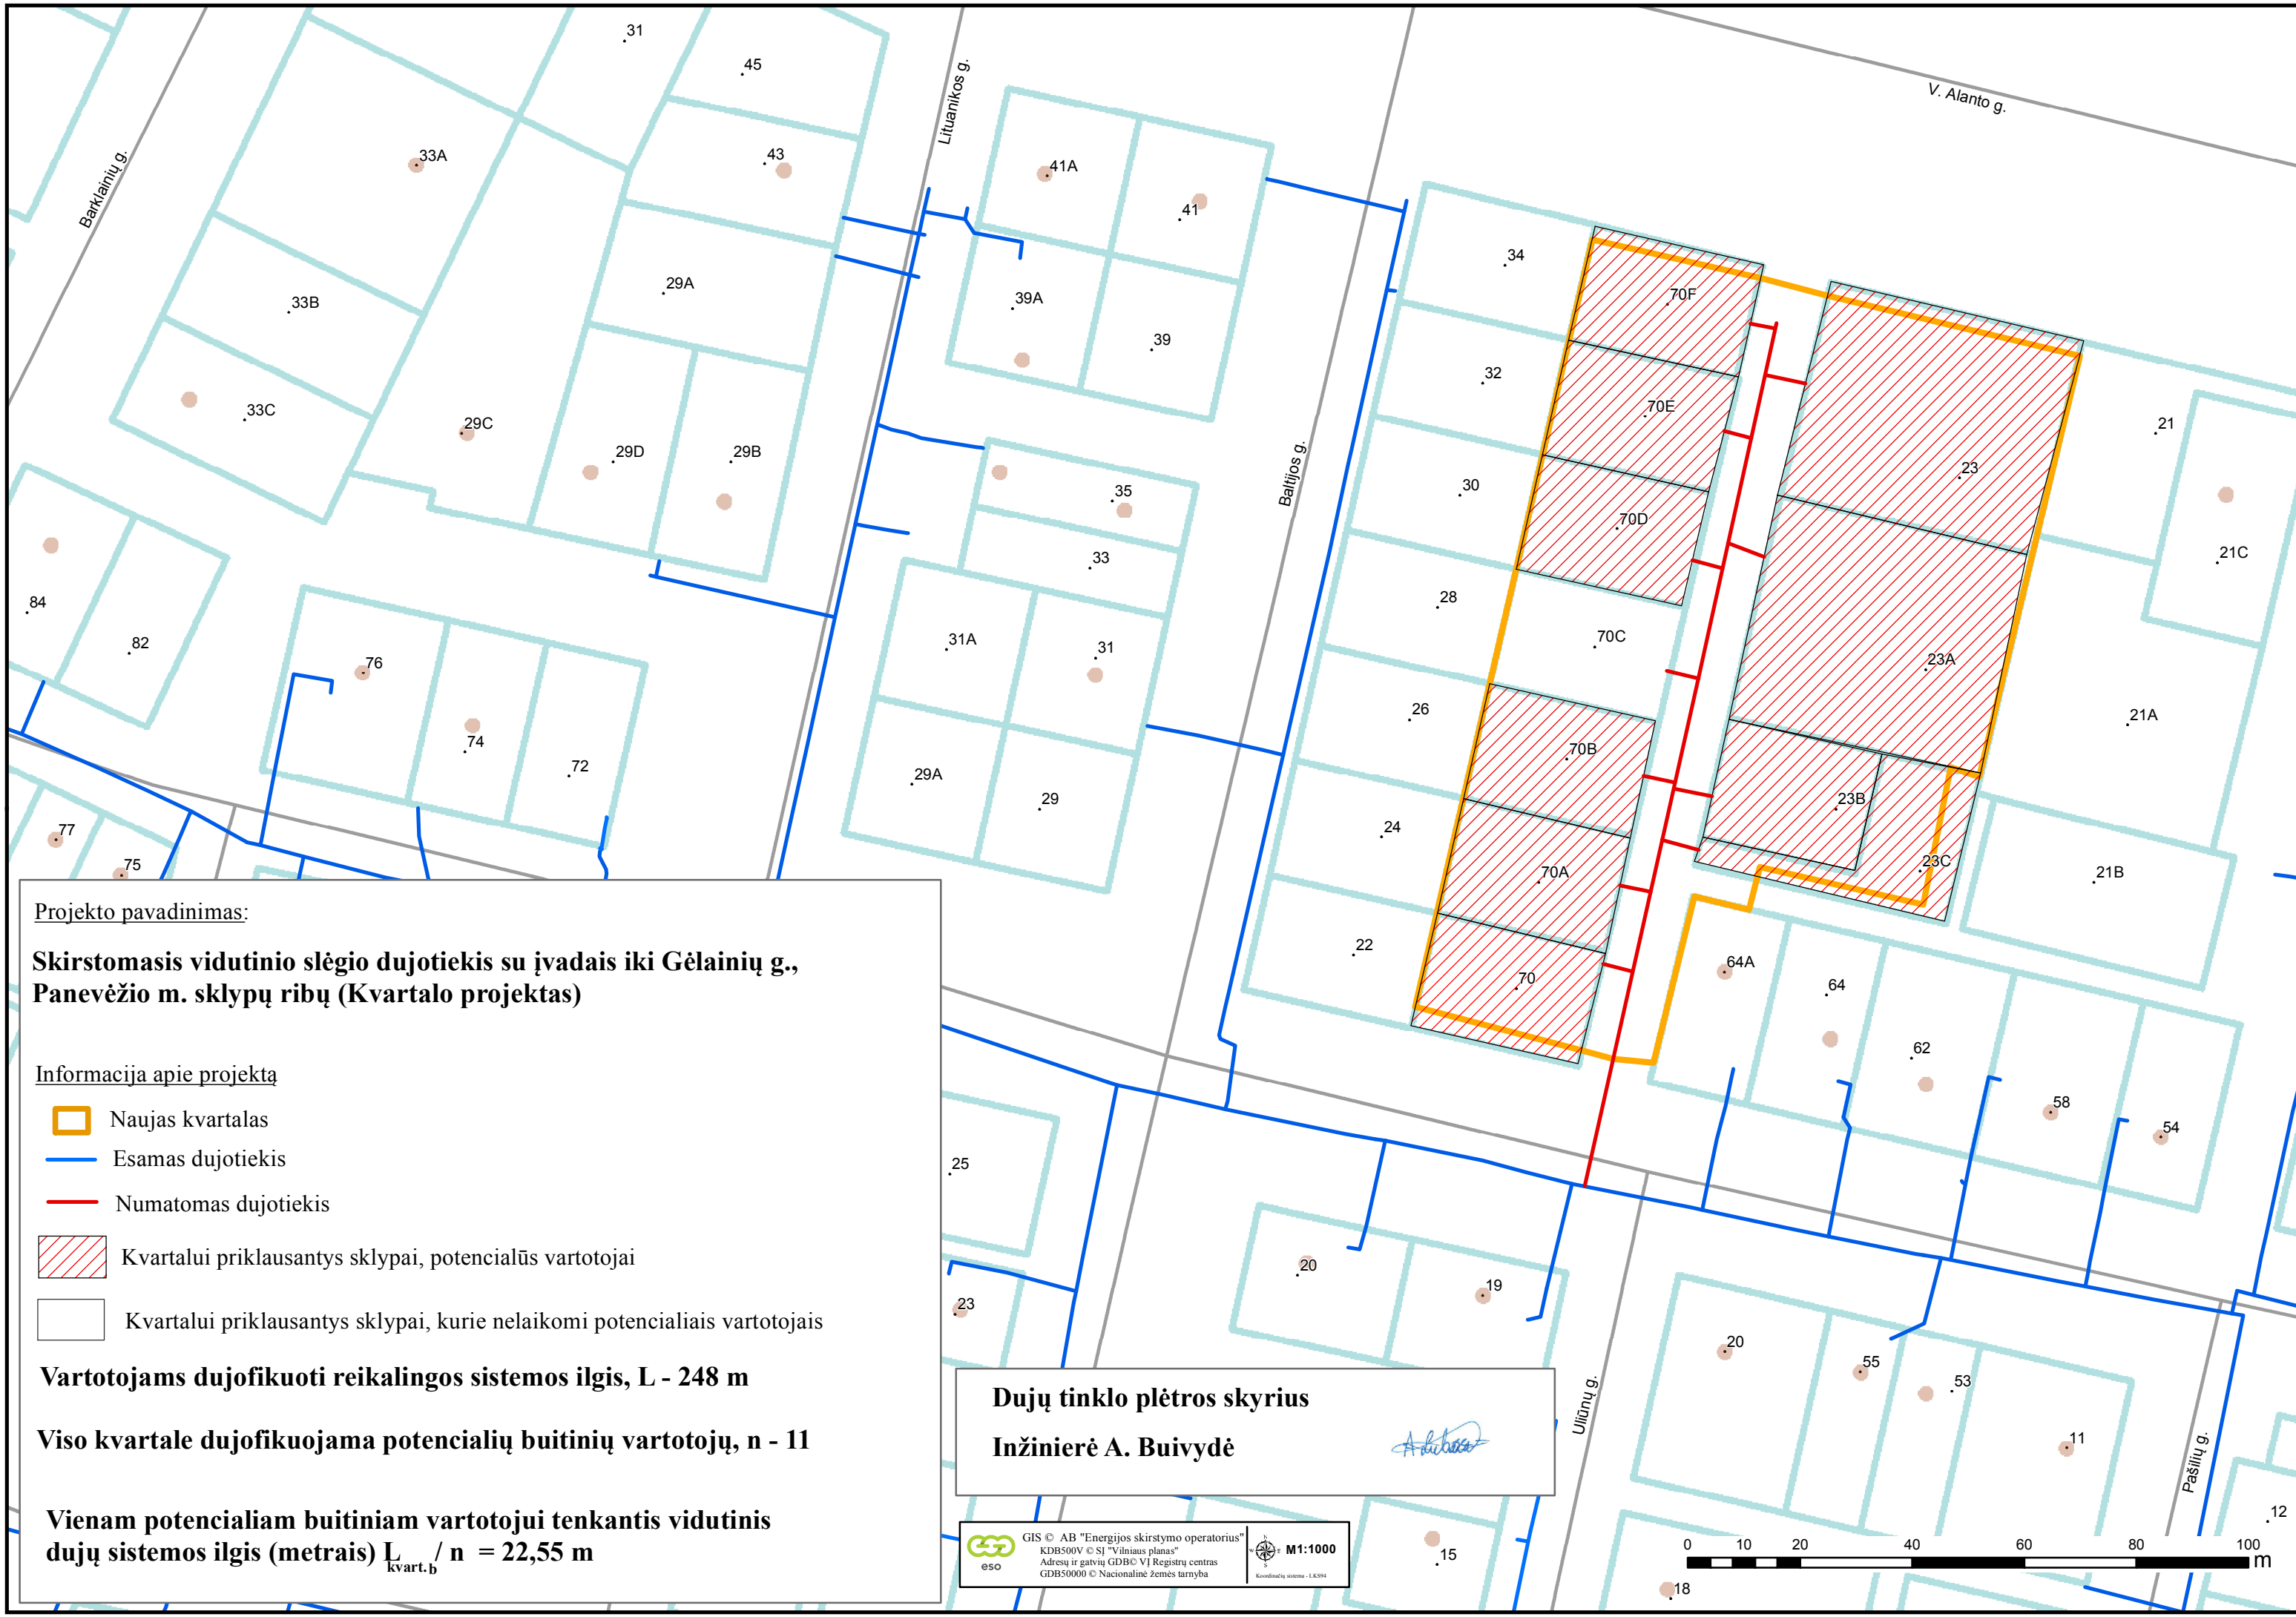 Barklainių g.
Lituanikos g.
V. Alanto g.
Baltijos g.
Uliūnų g.
Pašilių g.
31
45
33A
43
41A
41
29A
39A
39
33B
33C
29C
29D
29B
35
33
84
82
76
74
72
31A
31
29A
29
77
75
34
32
30
28
26
24
22
70F
70E
70D
70C
70B
70A
70
23
23A
23B
23C
21
21C
21A
21B
64A
64
62
58
54
25
23
20
19
20
55
53
11
12
15
18
Projekto pavadinimas:
Skirstomasis vidutinio slėgio dujotiekis su įvadais iki Gėlainių g.,
Panevėžio m. sklypų ribų (Kvartalo projektas)
Informacija apie projektą
Naujas kvartalas
Esamas dujotiekis
Numatomas dujotiekis
Kvartalui priklausantys sklypai, potencialūs vartotojai
Kvartalui priklausantys sklypai, kurie nelaikomi potencialiais vartotojais
Vartotojams dujofikuoti reikalingos sistemos ilgis, L - 248 m
Viso kvartale dujofikuojama potencialių buitinių vartotojų, n - 11
Vienam potencialiam buitiniam vartotojui tenkantis vidutinis
dujų sistemos ilgis (metrais) L kvart.b / n = 22,55 m
Dujų tinklo plėtros skyrius
Inžinierė A. Buivydė
eso
GIS © AB "Energijos skirstymo operatorius"
KDB500V © SĮ "Vilniaus planas"
Adresų ir gatvių GDB© VĮ Registrų centras
GDB50000 © Nacionalinė žemės tarnyba
M1:1000
Koordinačių sistema - LKS94
0 10 20 40 60 80 100
m